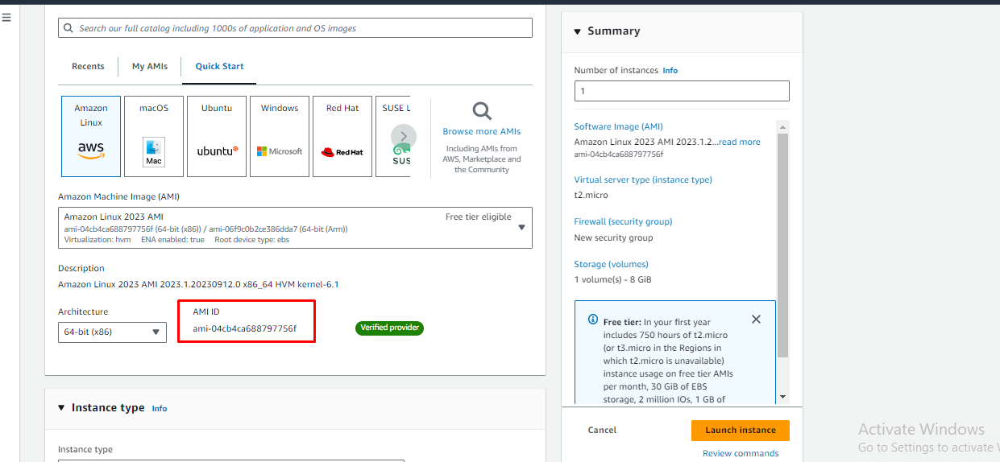 Search our full catalog including 1000s of application and OS images
Recents
My AMIs
Quick Start
Amazon
Linux
aws
macOS
Mac
Ubuntu
ubuntu
Windows
Microsoft
Red Hat
Red Hat
SUSE L
SUS
Browse more AMIs
Including AMIs from
AWS, Marketplace and
the Community
Amazon Machine Image (AMI)
Amazon Linux 2023 AMI
Free tier eligible
ami-04cb4ca688797756f (64-bit (x86)) / ami-06f9c0b2ce386dda7 (64-bit (Arm))
Virtualization: hvm ENA enabled: true Root device type: ebs
Description
Amazon Linux 2023 AMI 2023.1.20230912.0 x86_64 HVM kernel-6.1
Architecture
64-bit (x86)
AMI ID
ami-04cb4ca688797756f
Verified provider
Instance type Info
Instance type
Summary
Number of instances Info
1
Software Image (AMI)
Amazon Linux 2023 AMI 2023.1.2...read more
ami-04cb4ca688797756f
Virtual server type (instance type)
t2.micro
Firewall (security group)
New security group
Storage (volumes)
1 volume(s) - 8 GiB
Free tier: In your first year
includes 750 hours of t2.micro
(or t3.micro in the Regions in
which t2.micro is unavailable)
instance usage on free tier AMIs
per month, 30 GiB of EBS
storage, 2 million IOs, 1 GB of
Cancel
Launch instance
Review commands
Activate Windows
Go to Settings to activate